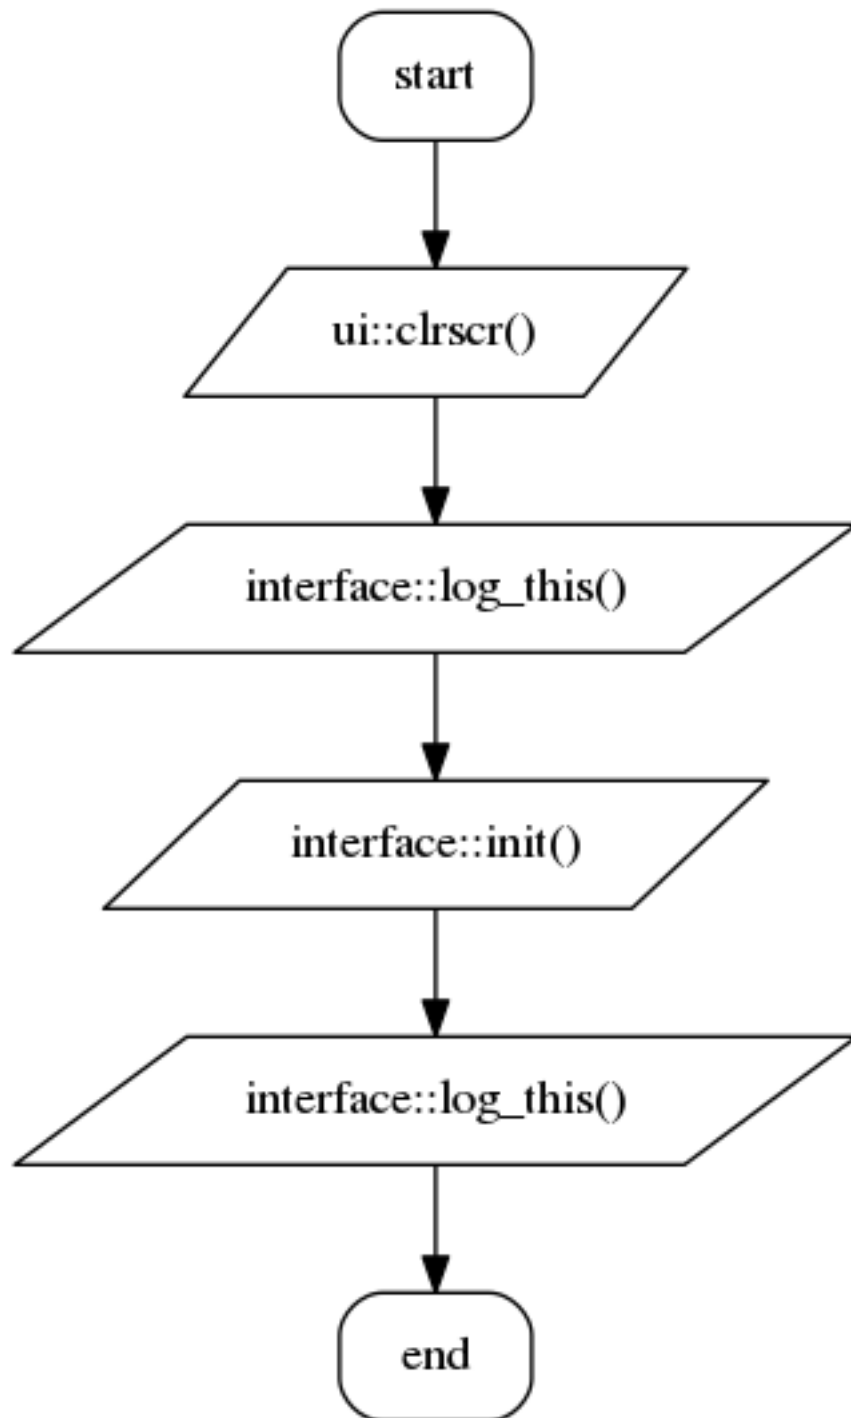 start
ui::clrscr()
interface::log_this()
interface::init()
interface::log_this()
end